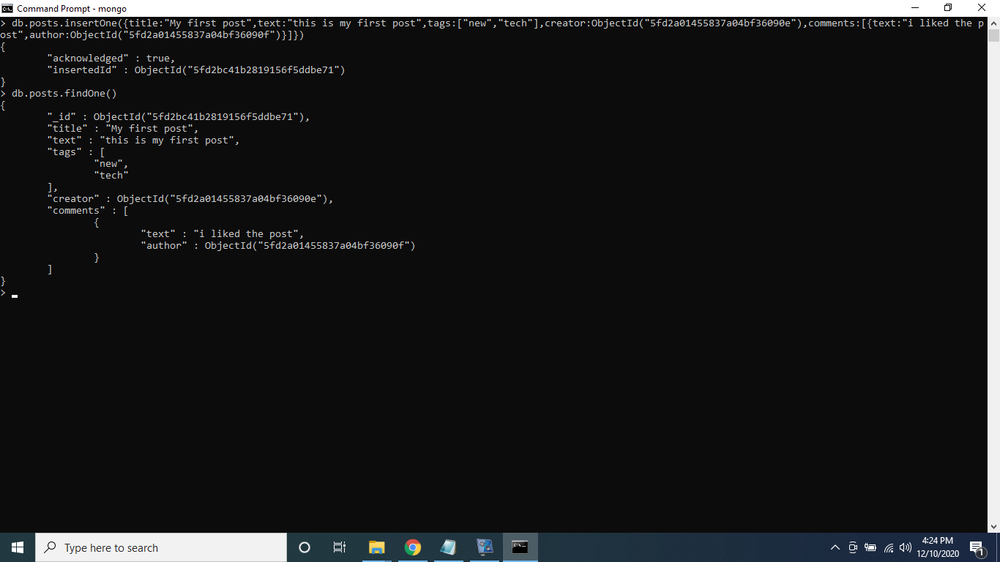 Command Prompt - mongo
> db.posts.insertOne({title:"My first post",text:"this is my first post",tags:["new","tech"],creator:ObjectId("5fd2a01455837a04bf36090e"),comments:[{text:"i liked the p
ost",author:ObjectId("5fd2a01455837a04bf36090f")}]})
{
        "acknowledged" : true,
        "insertedId" : ObjectId("5fd2bc41b2819156f5ddbe71")
}
> db.posts.findOne()
{
        "_id" : ObjectId("5fd2bc41b2819156f5ddbe71"),
        "title" : "My first post",
        "text" : "this is my first post",
        "tags" : [
                "new",
                "tech"
        ],
        "creator" : ObjectId("5fd2a01455837a04bf36090e"),
        "comments" : [
                {
                        "text" : "i liked the post",
                        "author" : ObjectId("5fd2a01455837a04bf36090f")
                }
        ]
}
>
Type here to search
4:24 PM
12/10/2020
1